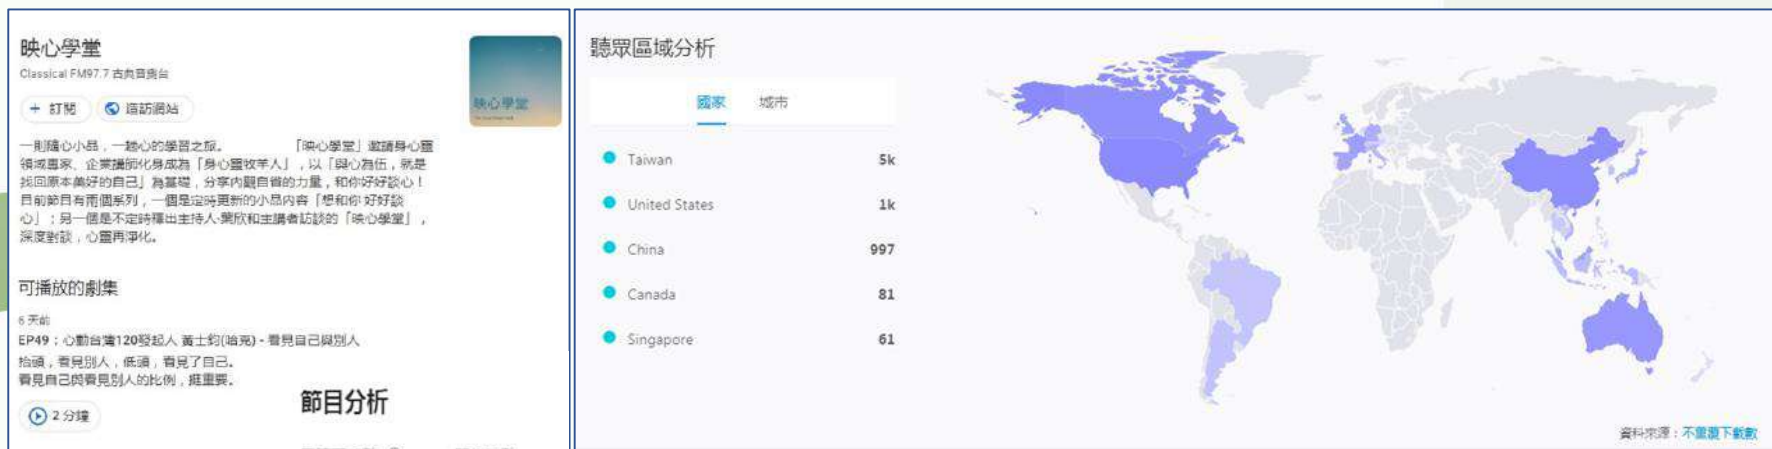 映心學堂
Classical FM97.7 古典音樂台
+ 訂閱
造訪網站
映心學堂
一則隨心小品,一趟心的學習之旅。 「映心學堂」邀請身心靈
領域專家、企業講師化身成為「身心靈牧羊人」,以「與心為伍,就是
找回原本美好的自己」為基礎,分享內觀自省的力量,和你好好談心!
目前節目有兩個系列,一個是定時更新的小品內容「想和你 好好談
心」;另一個是不定時釋出主持人-葉欣和主講者訪談的「映心學堂」,
深度對談,心靈再淨化。
可播放的劇集
6 天前
EP49:心動台灣120發起人 黃士鈞(哈克) - 看見自己與別人
抬頭,看見別人,低頭,看見了自己。
看見自己與看見別人的比例,挺重要。
2 分鐘
節目分析
聽眾區域分析
國家 城市
Taiwan 5k
United States 1k
China 997
Canada 81
Singapore 61
資料來源:不重覆下載數